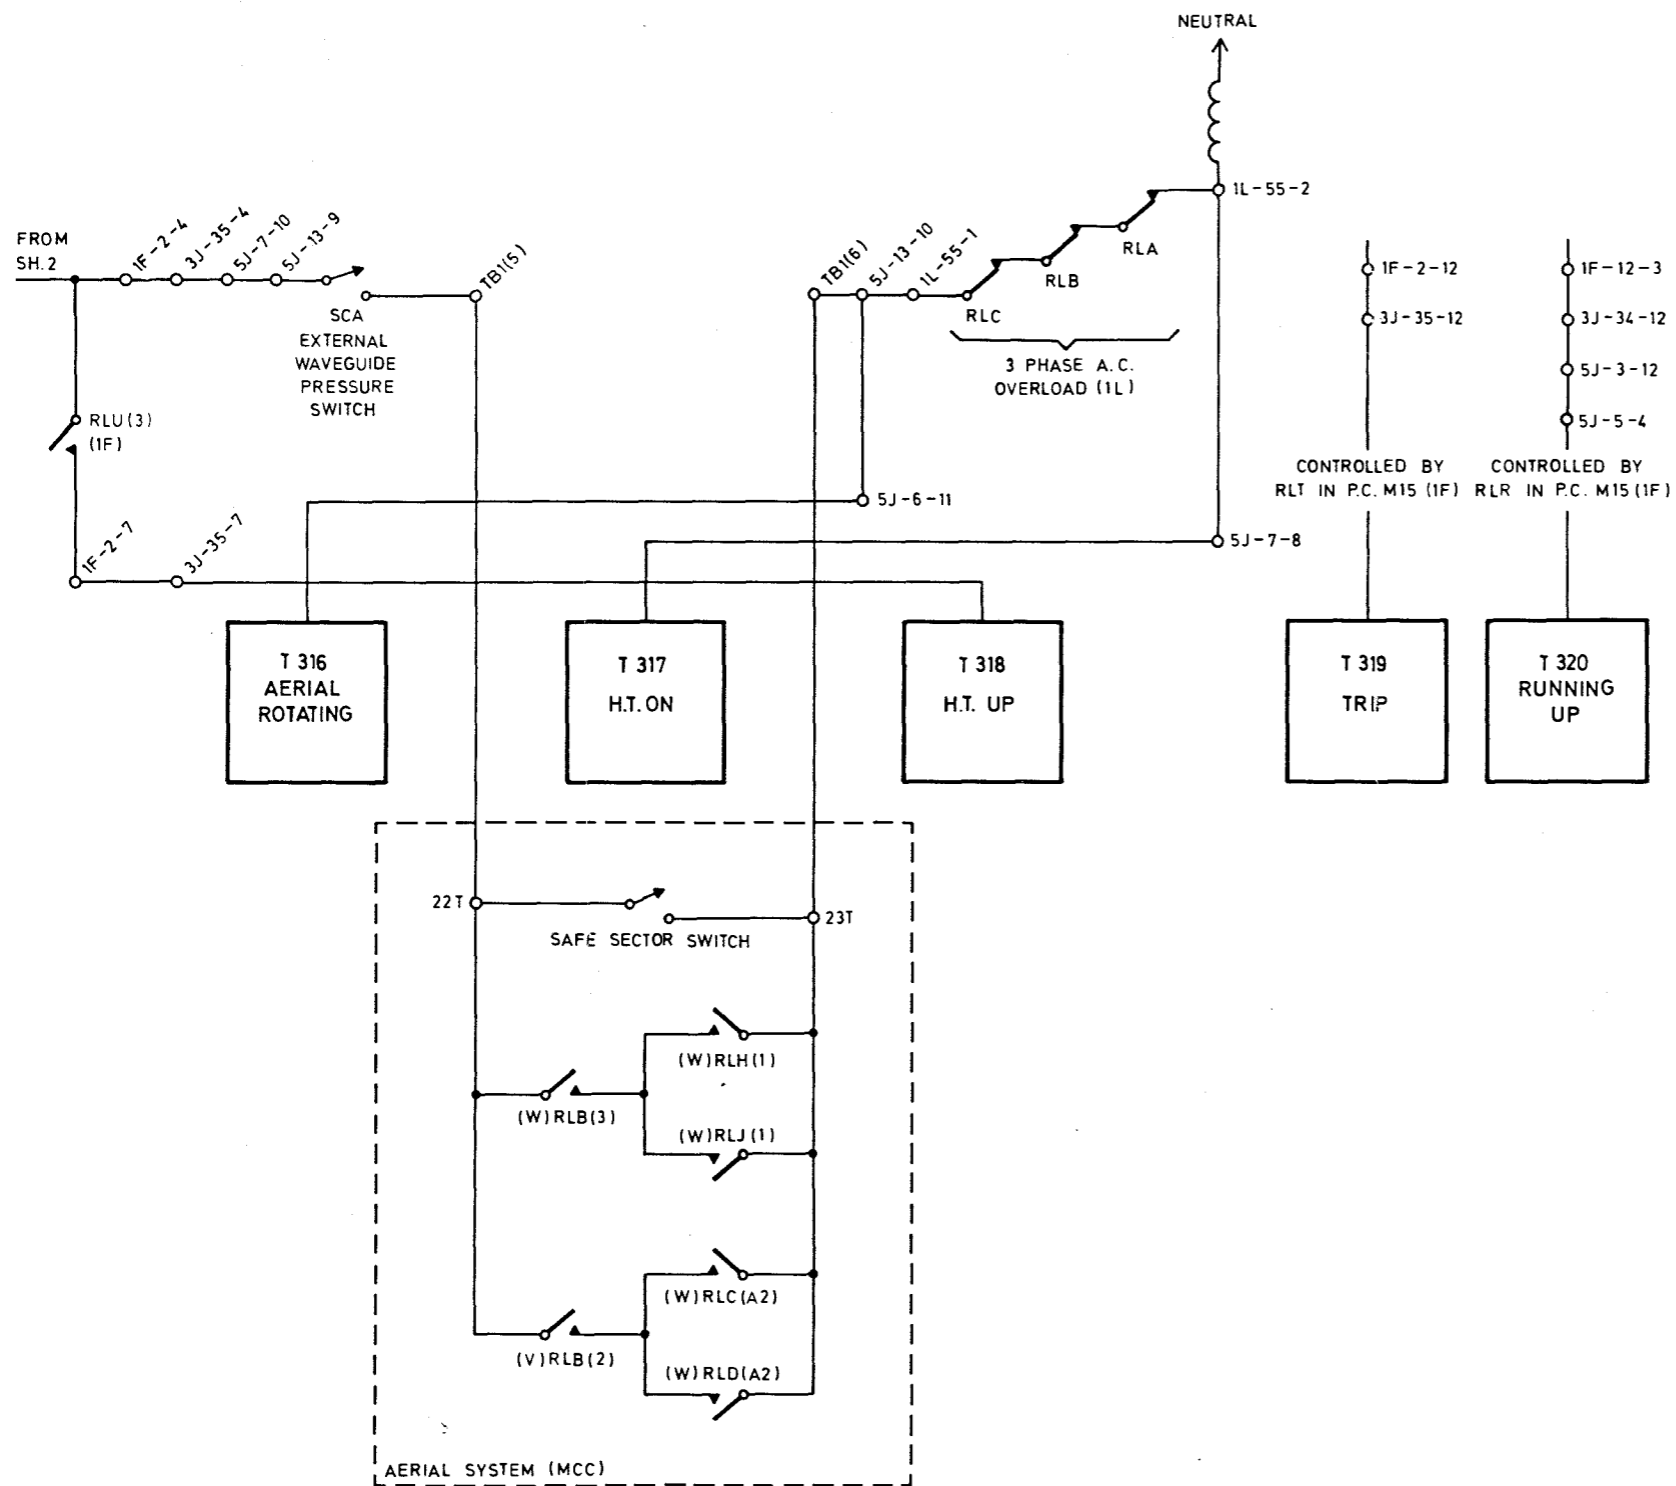 NEUTRAL
1L-55-2
FROM
SH.2
1F-2-4
3J-35-4
5J-7-10
5J-13-9
SCA
EXTERNAL
WAVEGUIDE
PRESSURE
SWITCH
TB1(5)
TB1(6)
5J-13-10
1L-55-1
RLC
RLB
RLA
3 PHASE A.C.
OVERLOAD (1L)
1F-2-12
3J-35-12
1F-12-3
3J-34-12
5J-3-12
5J-5-4
RLU(3)
(1F)
CONTROLLED BY
RLT IN P.C. M15 (1F)
CONTROLLED BY
RLR IN P.C. M15 (1F)
5J-6-11
5J-7-8
1F-2-7
3J-35-7
T 316
AERIAL
ROTATING
T 317
H.T. ON
T 318
H.T. UP
T 319
TRIP
T 320
RUNNING
UP
22T
23T
SAFE SECTOR SWITCH
(W)RLH(1)
(W)RLB(3)
(W)RLJ(1)
(W)RLC(A2)
(V)RLB(2)
(W)RLD(A2)
AERIAL SYSTEM (MCC)